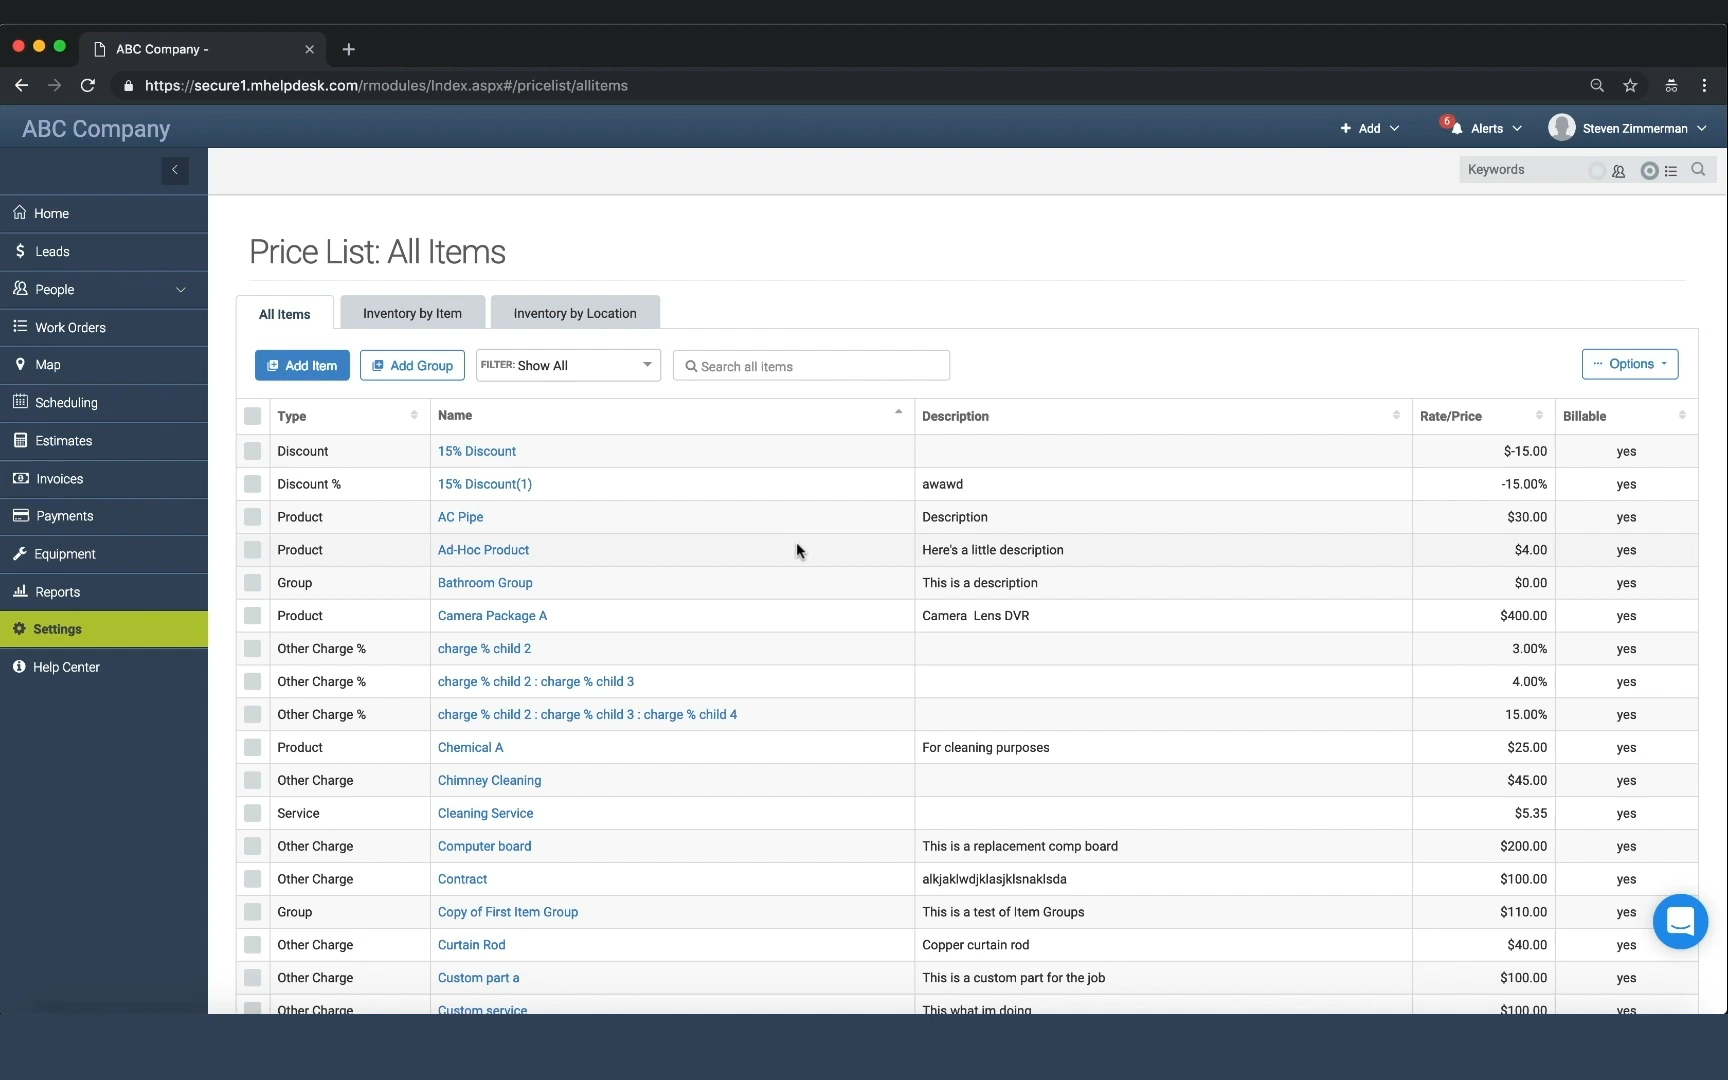 ABC Company -
https://secure1.mhelpdesk.com/rmodules/Index.aspx#/pricelist/allitems
ABC Company
Add
6
Alerts
Steven Zimmerman
Keywords
Home
Leads
People
Work Orders
Map
Scheduling
Estimates
Invoices
Payments
Equipment
Reports
Settings
Help Center
Price List: All Items
All Items Inventory by Item Inventory by Location
Add Item Add Group FILTER: Show All Search all items Options
Type Name Description Rate/Price Billable
Discount 15% Discount $-15.00 yes
Discount % 15% Discount(1) awawd -15.00% yes
Product AC Pipe Description $30.00 yes
Product Ad-Hoc Product Here's a little description $4.00 yes
Group Bathroom Group This is a description $0.00 yes
Product Camera Package A Camera Lens DVR $400.00 yes
Other Charge % charge % child 2 3.00% yes
Other Charge % charge % child 2 : charge % child 3 4.00% yes
Other Charge % charge % child 2 : charge % child 3 : charge % child 4 15.00% yes
Product Chemical A For cleaning purposes $25.00 yes
Other Charge Chimney Cleaning $45.00 yes
Service Cleaning Service $5.35 yes
Other Charge Computer board This is a replacement comp board $200.00 yes
Other Charge Contract alkjaklwdjklasjklsnaklsda $100.00 yes
Group Copy of First Item Group This is a test of Item Groups $110.00 yes
Other Charge Curtain Rod Copper curtain rod $40.00 yes
Other Charge Custom part a This is a custom part for the job $100.00 yes
Other Charge Custom service This what im doing $100.00 yes